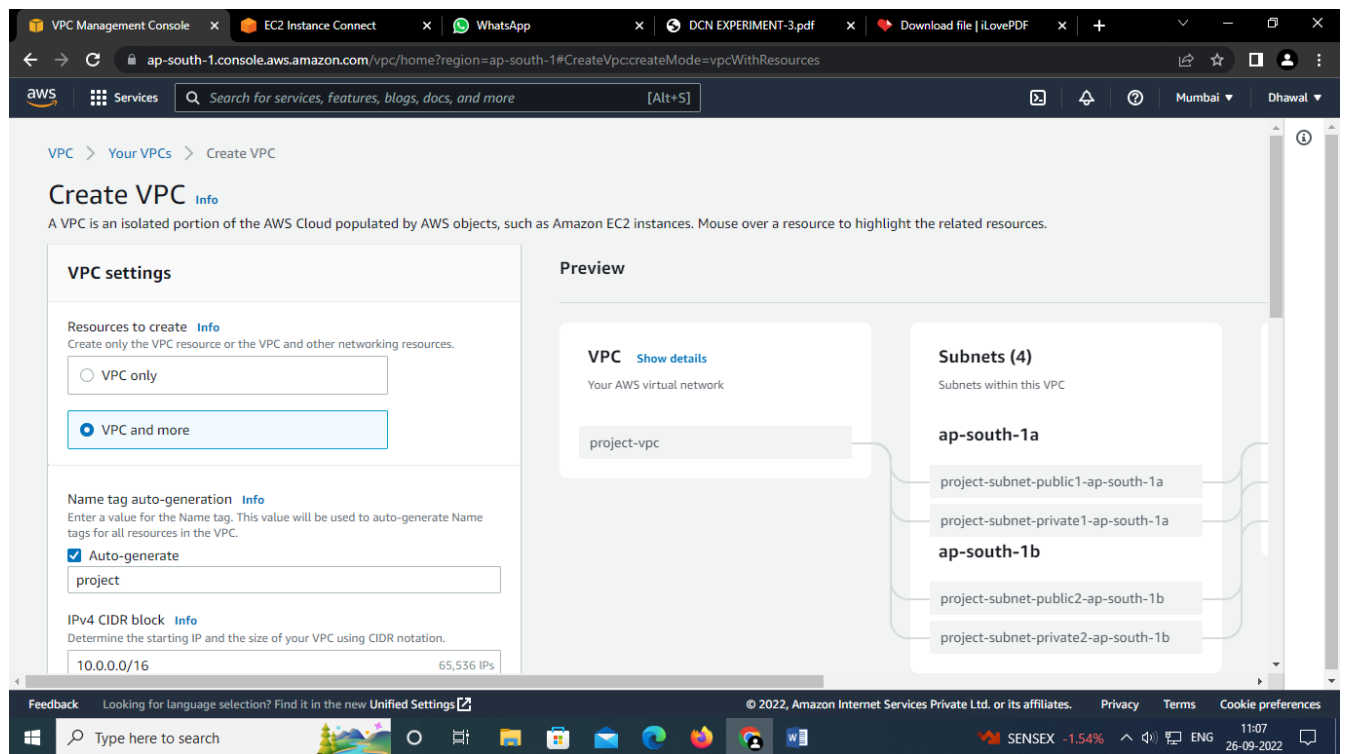 VPC Management Console
EC2 Instance Connect
WhatsApp
DCN EXPERIMENT-3.pdf
Download file | iLovePDF
ap-south-1.console.aws.amazon.com/vpc/home?region=ap-south-1#CreateVpc:createMode=vpcWithResources
aws Services Search for services, features, blogs, docs, and more [Alt+S] Mumbai Dhawal
VPC > Your VPCs > Create VPC
Create VPC Info
A VPC is an isolated portion of the AWS Cloud populated by AWS objects, such as Amazon EC2 instances. Mouse over a resource to highlight the related resources.
VPC settings
Resources to create Info
Create only the VPC resource or the VPC and other networking resources.
VPC only
VPC and more
Name tag auto-generation Info
Enter a value for the Name tag. This value will be used to auto-generate Name
tags for all resources in the VPC.
Auto-generate
project
IPv4 CIDR block Info
Determine the starting IP and the size of your VPC using CIDR notation.
10.0.0.0/16 65,536 IPs
Preview
VPC Show details
Your AWS virtual network
project-vpc
Subnets (4)
Subnets within this VPC
ap-south-1a
project-subnet-public1-ap-south-1a
project-subnet-private1-ap-south-1a
ap-south-1b
project-subnet-public2-ap-south-1b
project-subnet-private2-ap-south-1b
Feedback Looking for language selection? Find it in the new Unified Settings © 2022, Amazon Internet Services Private Ltd. or its affiliates. Privacy Terms Cookie preferences
Type here to search SENSEX -1.54% ENG
11:07
26-09-2022